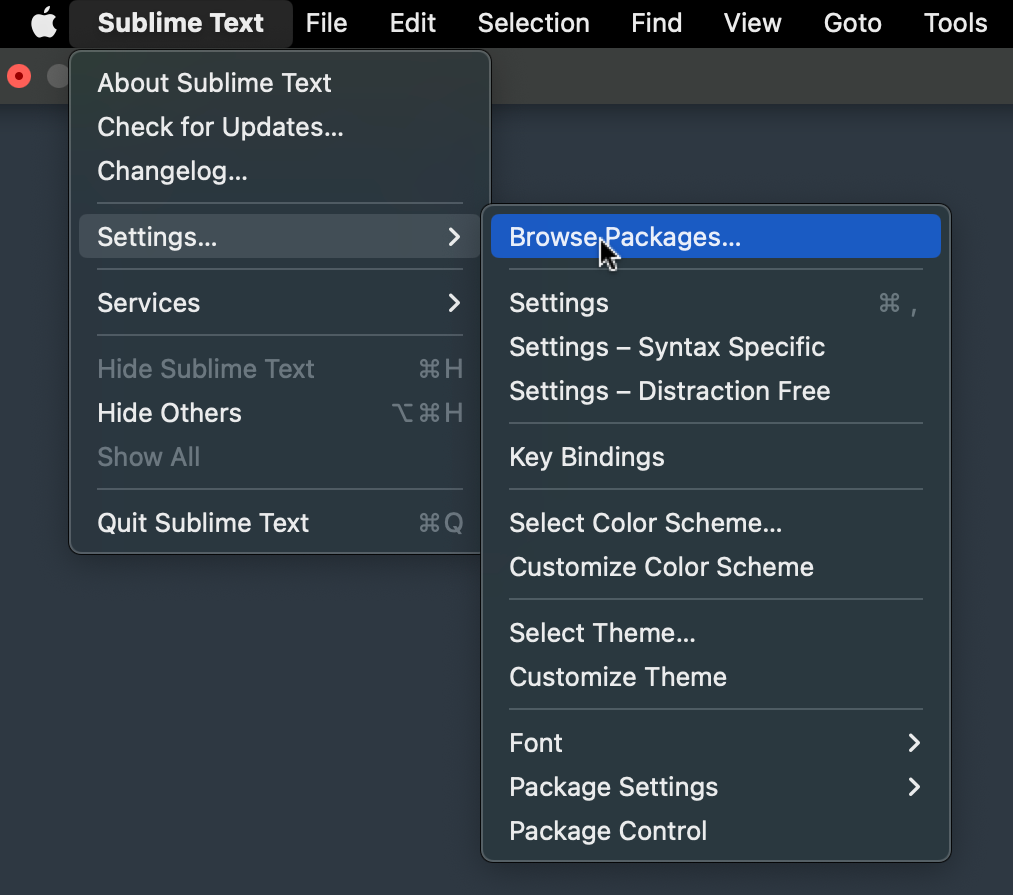 Sublime Text File Edit Selection Find View Goto Tools
About Sublime Text
Check for Updates...
Changelog...
Settings...
Services
Hide Sublime Text ⌘H
Hide Others ⌥⌘H
Show All
Quit Sublime Text ⌘Q
Browse Packages...
Settings ⌘ ,
Settings – Syntax Specific
Settings – Distraction Free
Key Bindings
Select Color Scheme...
Customize Color Scheme
Select Theme...
Customize Theme
Font
Package Settings
Package Control